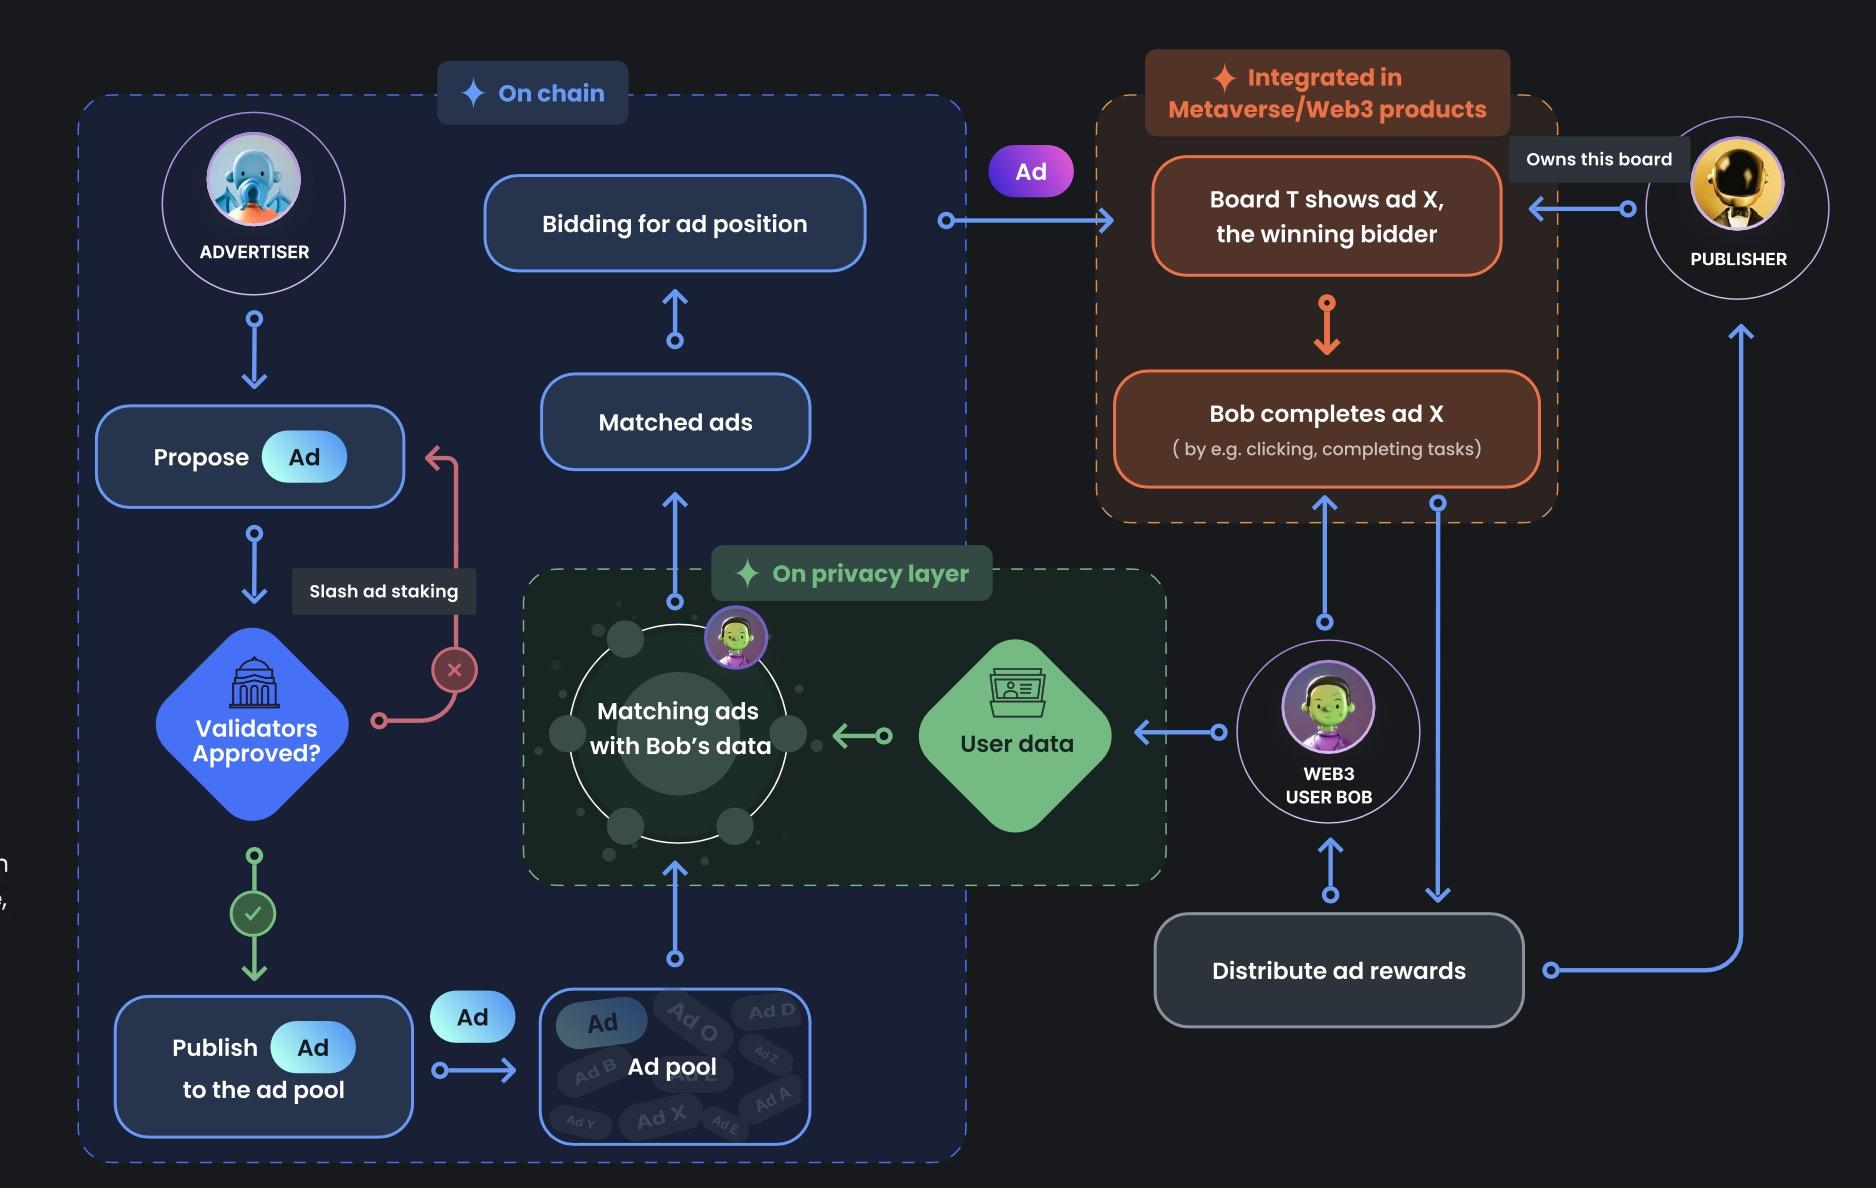 On chain
ADVERTISER
Propose Ad
Slash ad staking
Validators
Approved?
Publish Ad
to the ad pool
Ad
Ad
Ad O
Ad D
Ad B
Ad Z
Ad pool
Ad A
Ad Y
Ad X
Ad E
On privacy layer
Matching ads
with Bob's data
User data
Matched ads
Bidding for ad position
Ad
Integrated in
Metaverse/Web3 products
Board T shows ad X,
the winning bidder
Owns this board
PUBLISHER
Bob completes ad X
( by e.g. clicking, completing tasks)
WEB3
USER BOB
Distribute ad rewards